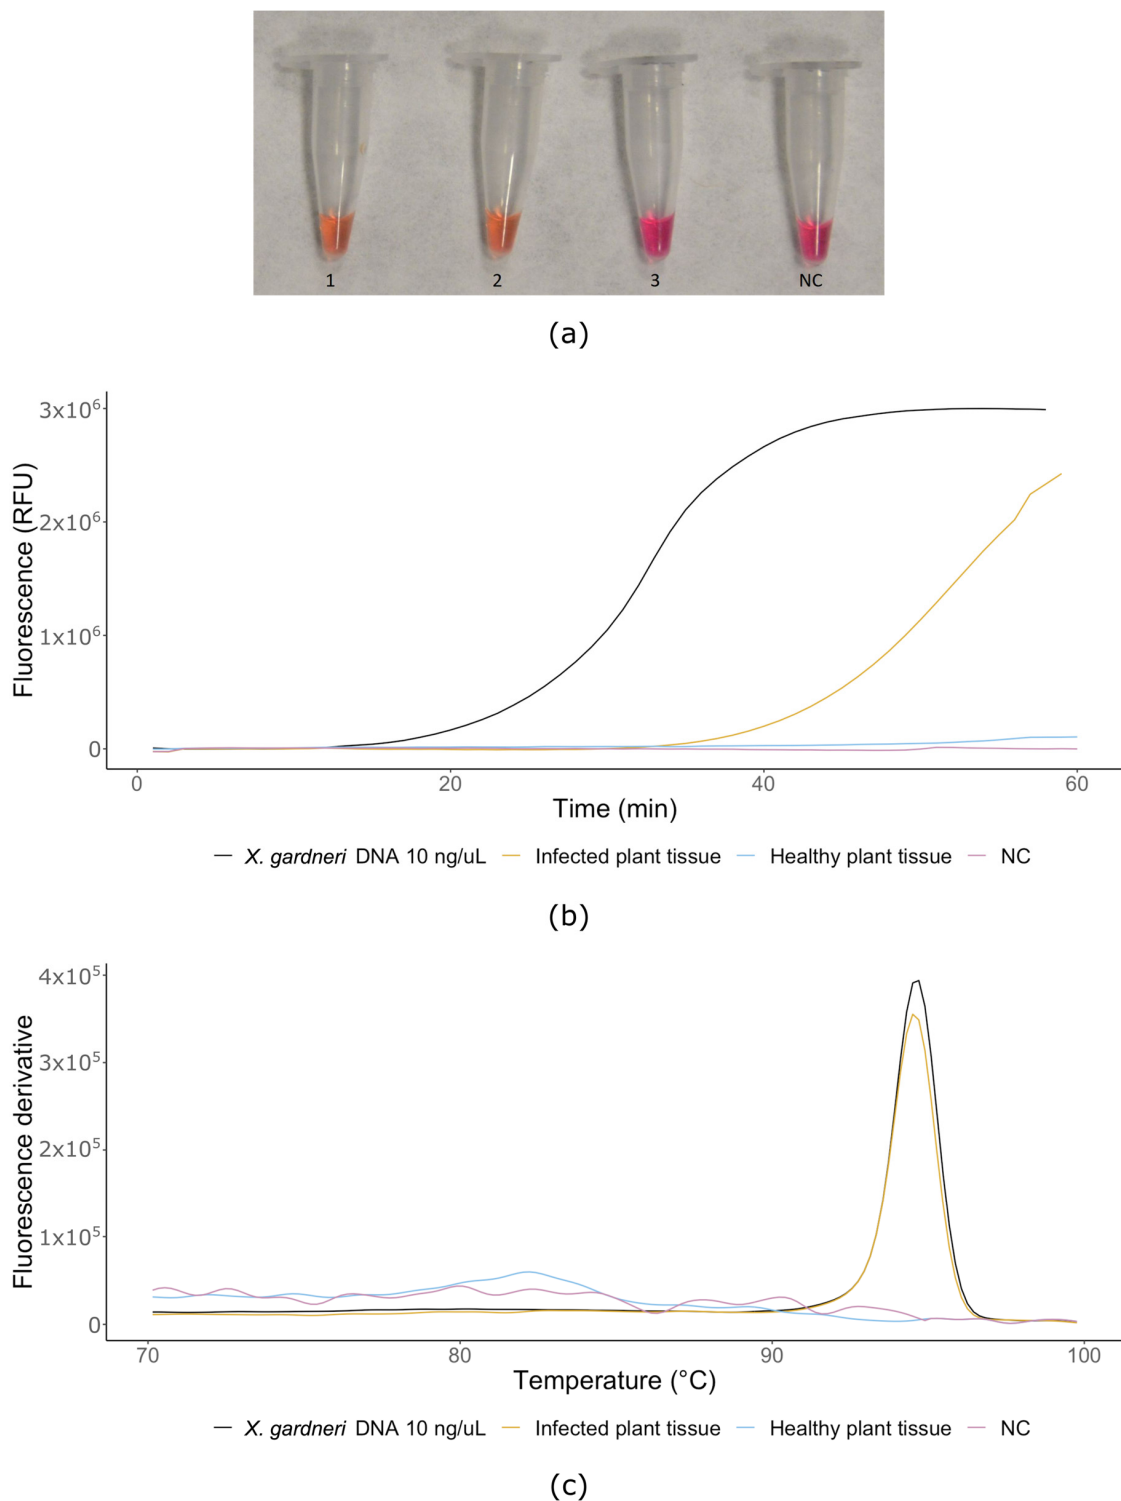 1 2 3 NC
(a)
Fluorescence (RFU)
3x10⁶
2x10⁶
1x10⁶
0
0 20 40 60
Time (min)
X. gardneri DNA 10 ng/uL Infected plant tissue Healthy plant tissue NC
(b)
Fluorescence derivative
4x10⁵
3x10⁵
2x10⁵
1x10⁵
0
70 80 90 100
Temperature (°C)
X. gardneri DNA 10 ng/uL Infected plant tissue Healthy plant tissue NC
(c)